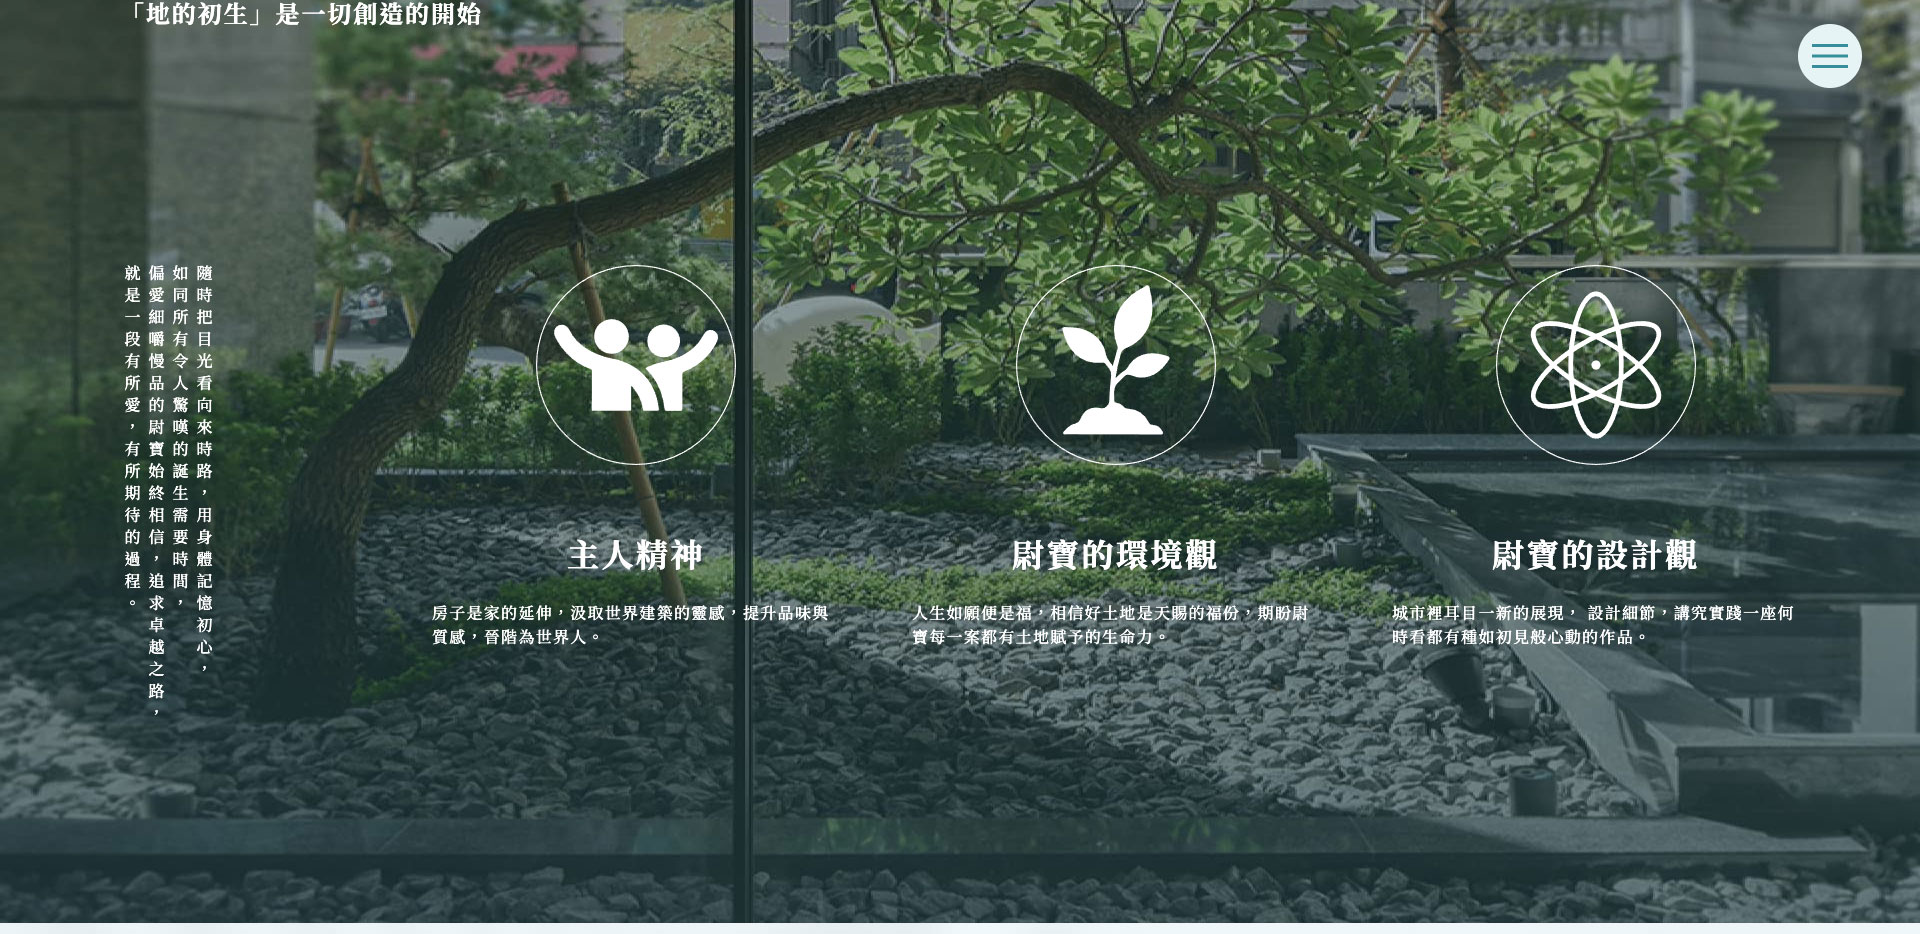 「地的初生」是一切創造的開始
隨時把目光看向來時路，用身體記憶初心，
如同所有令人驚嘆的誕生需要時間，
偏愛細嚼慢品的尉寶始終相信，追求卓越之路，
就是一段有所愛，有所期待的過程。
主人精神
房子是家的延伸，汲取世界建築的靈感，提升品味與
質感，晉階為世界人。
尉寶的環境觀
人生如願便是福，相信好土地是天賜的福份，期盼尉
寶每一案都有土地賦予的生命力。
尉寶的設計觀
城市裡耳目一新的展現， 設計細節，講究實踐一座何
時看都有種如初見般心動的作品。